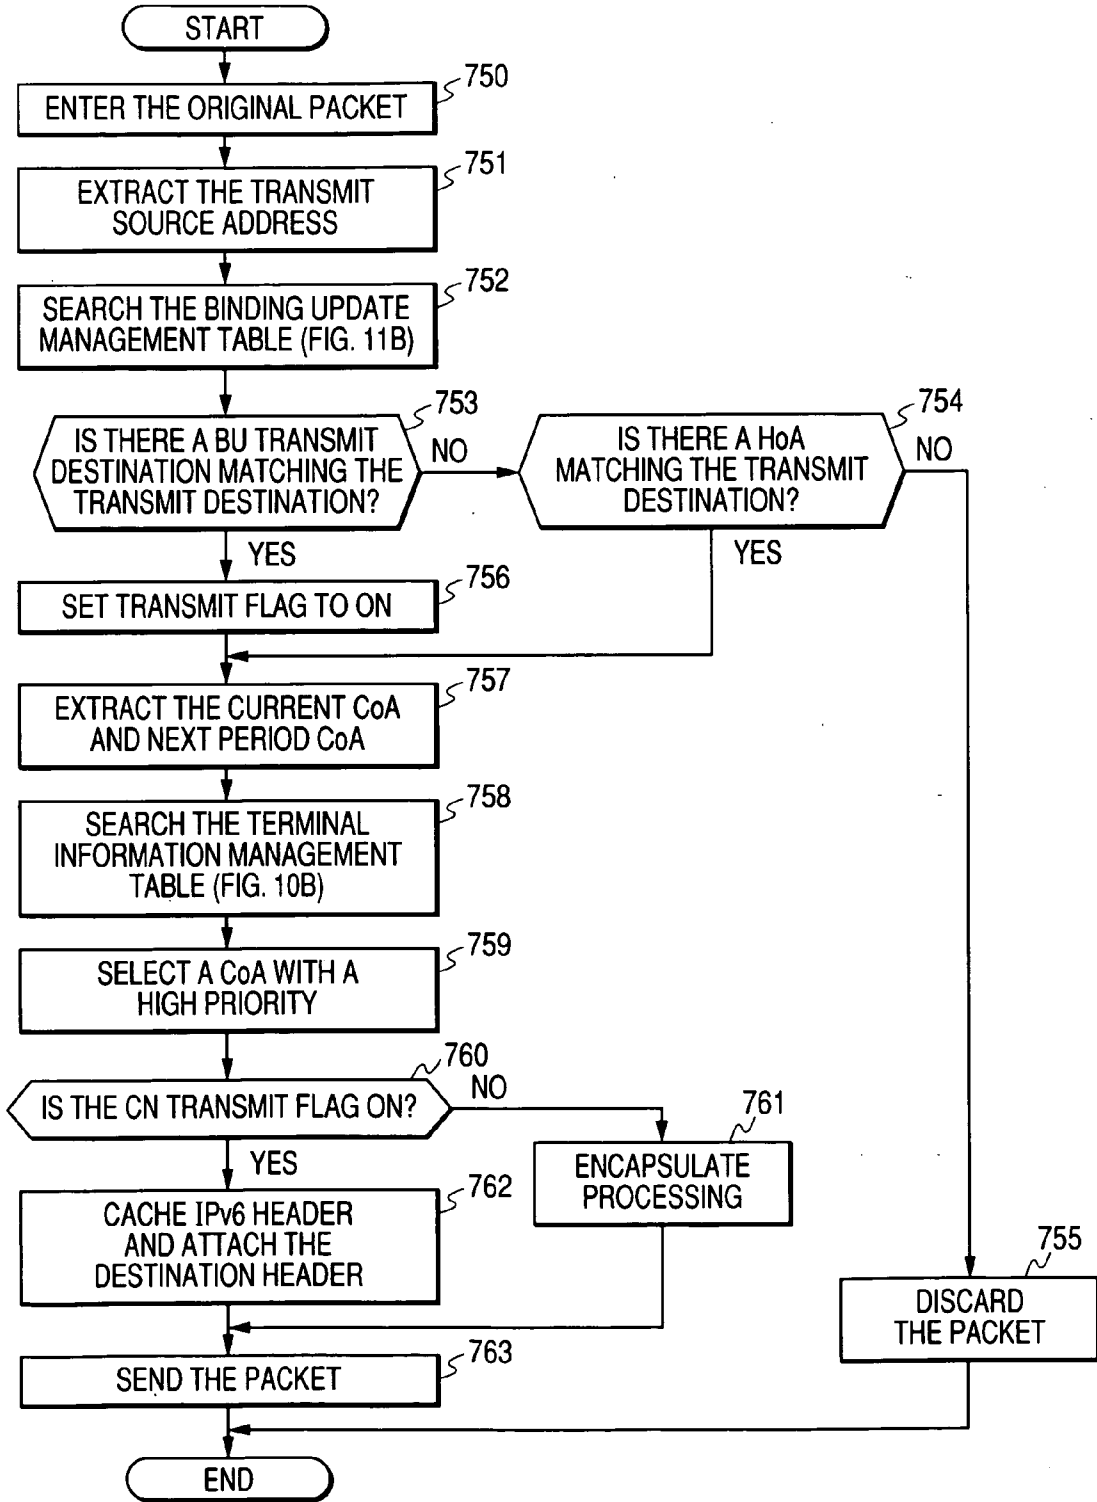 START
750
ENTER THE ORIGINAL PACKET
751
EXTRACT THE TRANSMIT
SOURCE ADDRESS
752
SEARCH THE BINDING UPDATE
MANAGEMENT TABLE (FIG. 11B)
753
IS THERE A BU TRANSMIT
DESTINATION MATCHING THE
TRANSMIT DESTINATION?
NO
754
IS THERE A HoA
MATCHING THE TRANSMIT
DESTINATION?
NO
YES
YES
756
SET TRANSMIT FLAG TO ON
757
EXTRACT THE CURRENT CoA
AND NEXT PERIOD CoA
758
SEARCH THE TERMINAL
INFORMATION MANAGEMENT
TABLE (FIG. 10B)
759
SELECT A CoA WITH A
HIGH PRIORITY
760
IS THE CN TRANSMIT FLAG ON?
NO
761
ENCAPSULATE
PROCESSING
YES
762
CACHE IPv6 HEADER
AND ATTACH THE
DESTINATION HEADER
755
DISCARD
THE PACKET
763
SEND THE PACKET
END